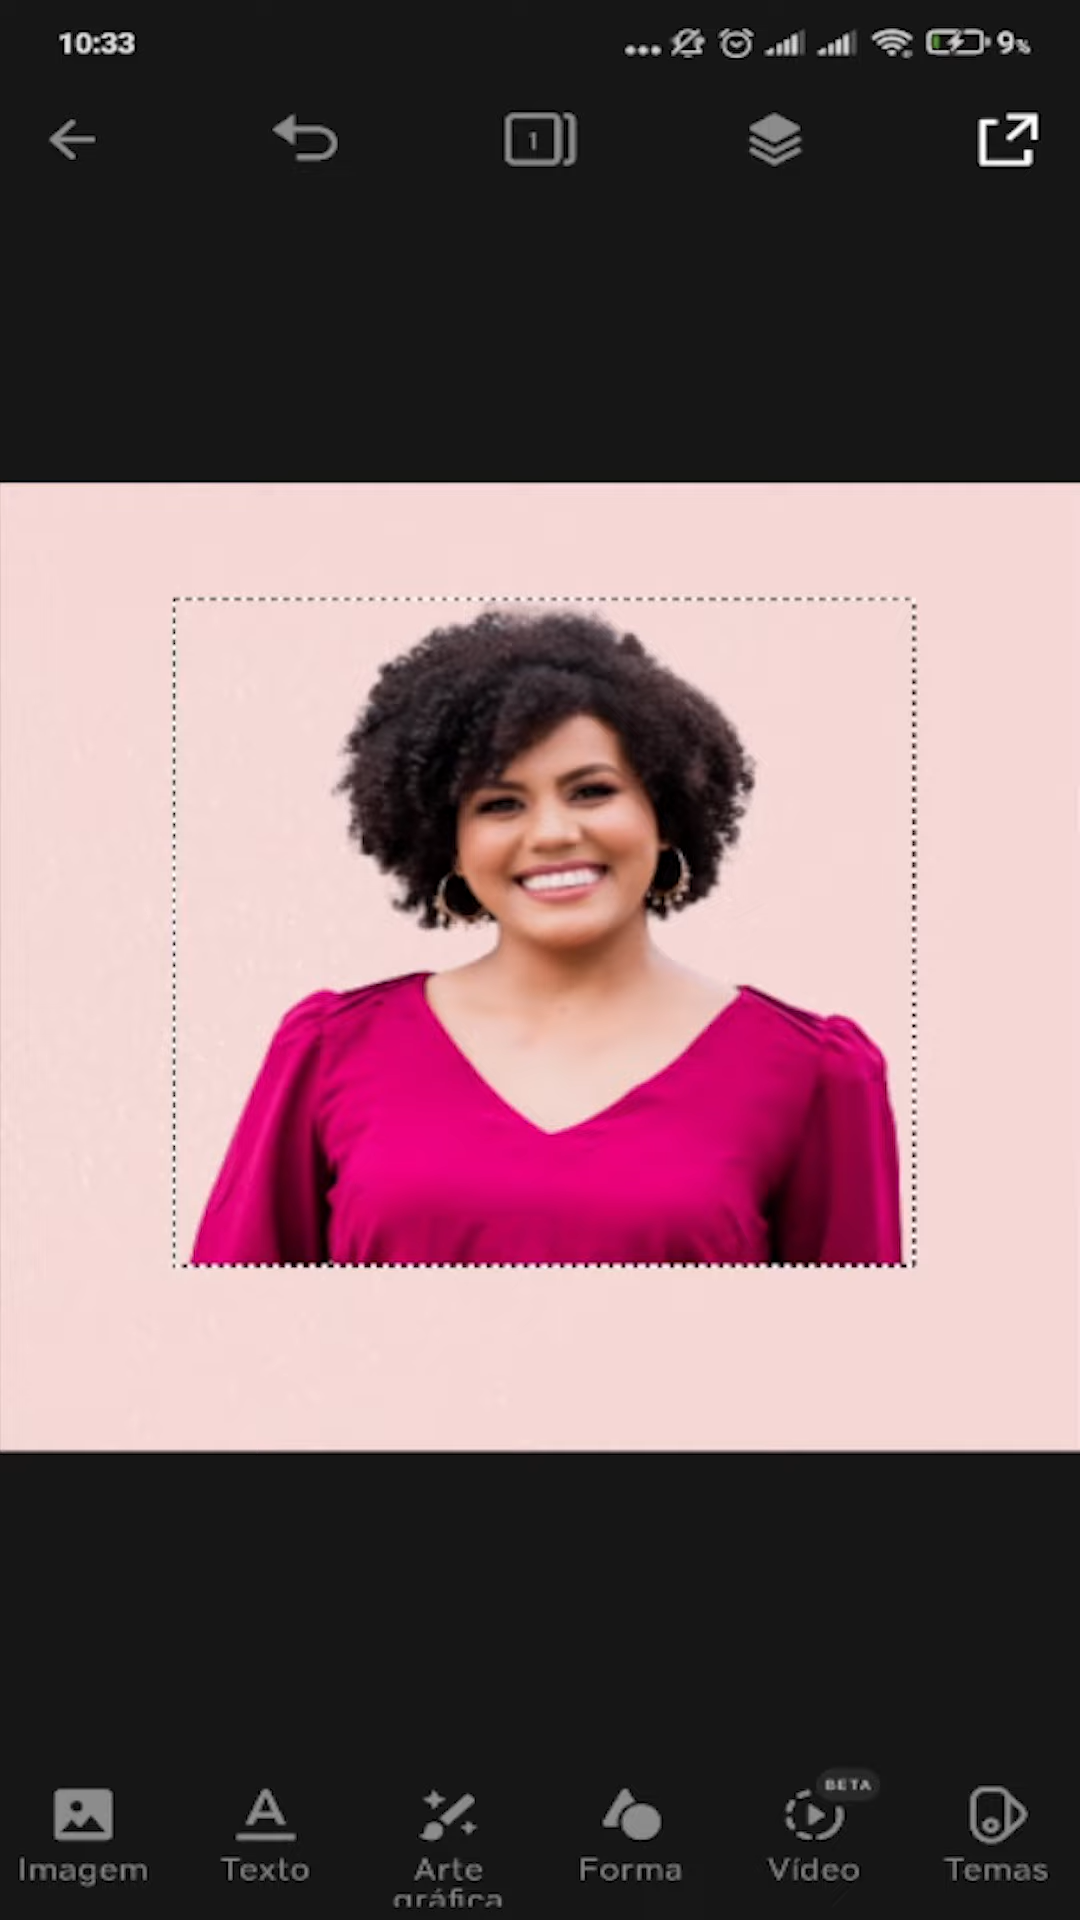 10:33
9%
1
BETA
Imagem
Texto
Arte
gráfica
Forma
Vídeo
Temas